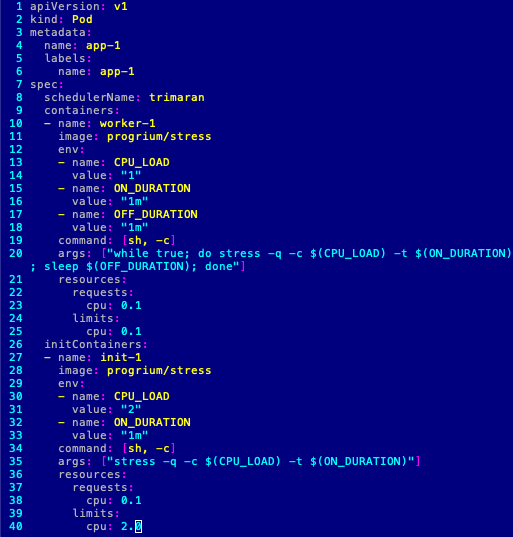 1 apiVersion: v1
2 kind: Pod
3 metadata:
4   name: app-1
5   labels:
6     name: app-1
7 spec:
8   schedulerName: trimaran
9   containers:
10   - name: worker-1
11     image: progrium/stress
12     env:
13     - name: CPU_LOAD
14       value: "1"
15     - name: ON_DURATION
16       value: "1m"
17     - name: OFF_DURATION
18       value: "1m"
19     command: [sh, -c]
20     args: ["while true; do stress -q -c $(CPU_LOAD) -t $(ON_DURATION)
; sleep $(OFF_DURATION); done"]
21     resources:
22       requests:
23         cpu: 0.1
24       limits:
25         cpu: 0.1
26   initContainers:
27   - name: init-1
28     image: progrium/stress
29     env:
30     - name: CPU_LOAD
31       value: "2"
32     - name: ON_DURATION
33       value: "1m"
34     command: [sh, -c]
35     args: ["stress -q -c $(CPU_LOAD) -t $(ON_DURATION)"]
36     resources:
37       requests:
38         cpu: 0.1
39       limits:
40         cpu: 2.0